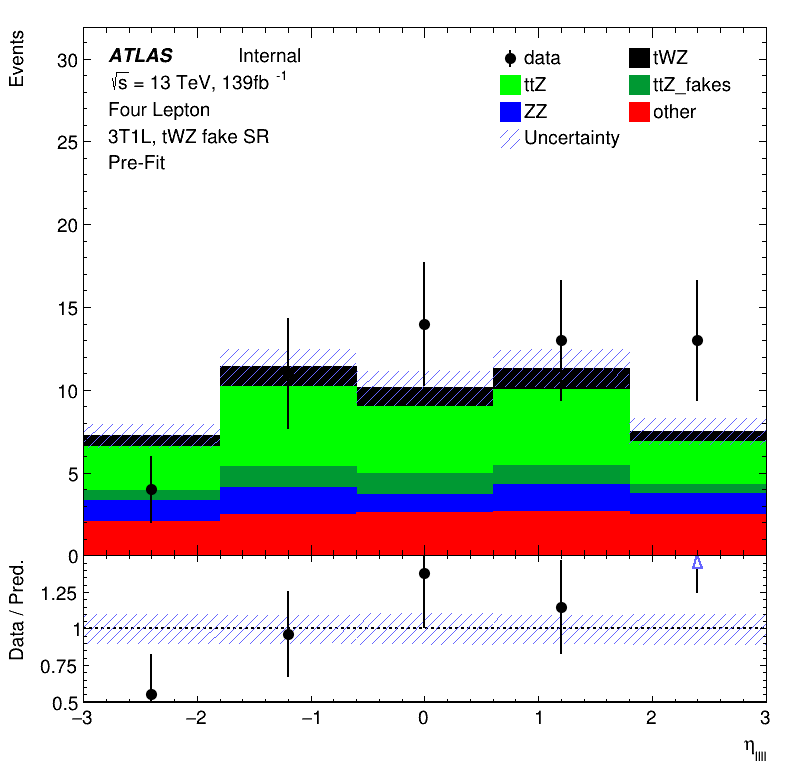 Events
30
25
20
15
10
5
0
ATLAS Internal
√s = 13 TeV, 139fb -1
Four Lepton
3T1L, tWZ fake SR
Pre-Fit
data
tWZ
ttZ
ttZ_fakes
ZZ
other
Uncertainty
Data / Pred.
1.25
1
0.75
0.5
−3 −2 −1 0 1 2 3
ηllll